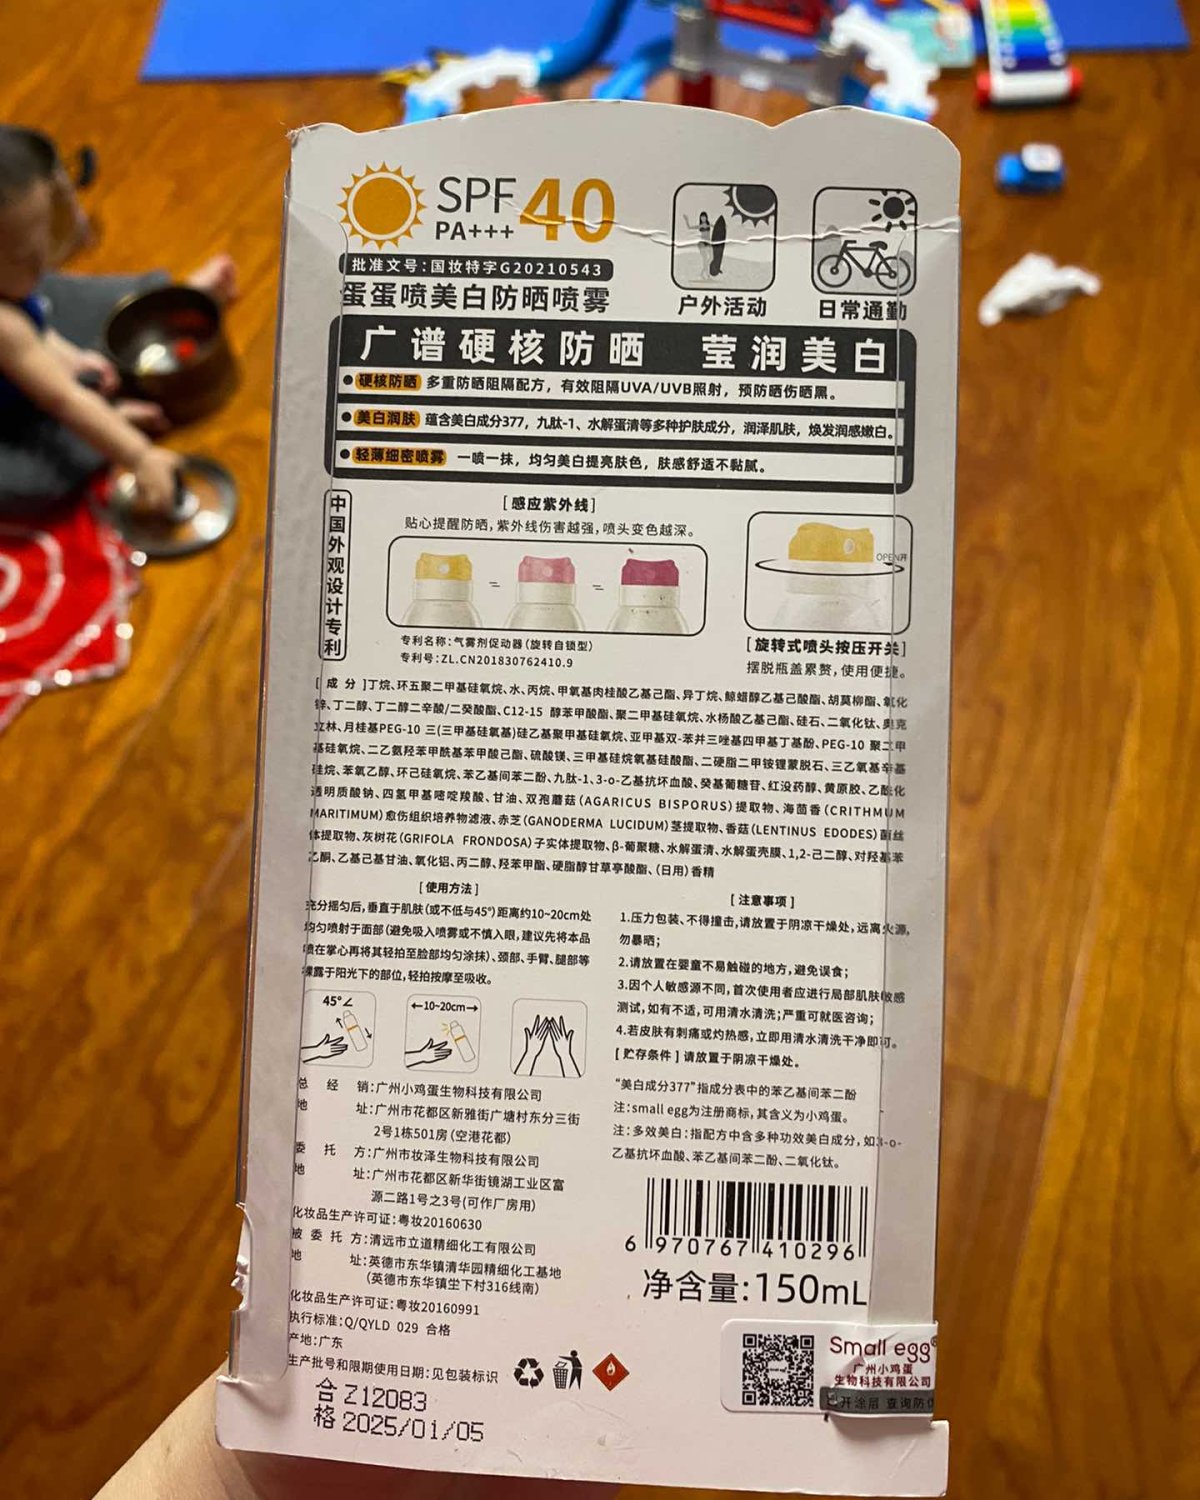 SPF 40
PA+++
批准文号:国妆特字G20210543
蛋蛋喷美白防晒喷雾
户外活动
日常通勤
广谱硬核防晒 莹润美白
硬核防晒 多重防晒阻隔配方，有效阻隔UVA/UVB照射，预防晒伤晒黑。
美白润肤 蕴含美白成分377，九肽-1、水解蛋清等多种护肤成分，润泽肌肤，焕发润感嫩白。
轻薄细密喷雾 一喷一抹，均匀美白提亮肤色，肤感舒适不黏腻。
中国外观设计专利
[感应紫外线]
贴心提醒防晒,紫外线伤害越强,喷头变色越深。
专利名称:气雾剂促动器(旋转自锁型)
专利号:ZL.CN201830762410.9
OPEN开
[旋转式喷头按压开关]
摆脱瓶盖累赘,使用便捷。
[成分]丁烷、环五聚二甲基硅氧烷、水、丙烷、甲氧基肉桂酸乙基己酯、异丁烷、鲸蜡醇乙基己酸酯、胡莫柳酯、氧化
锌、丁二醇、丁二醇二辛酸/二癸酸酯、C12-15 醇苯甲酸酯、聚二甲基硅氧烷、水杨酸乙基己酯、硅石、二氧化钛、奥克
立林、月桂基PEG-10 三(三甲基硅氧基)硅乙基聚甲基硅氧烷、亚甲基双-苯并三唑基四甲基丁基酚、PEG-10 聚二甲
基硅氧烷、二乙氨羟苯甲酰基苯甲酸己酯、硫酸镁、三甲基硅烷氧基硅酸酯、二硬脂二甲铵锂蒙脱石、三乙氧基辛基
硅烷、苯氧乙醇、环己硅氧烷、苯乙基间苯二酚、九肽-1、3-o-乙基抗坏血酸、癸基葡糖苷、红没药醇、黄原胶、乙酰化
透明质酸钠、四氢甲基嘧啶羧酸、甘油、双孢蘑菇(AGARICUS BISPORUS)提取物、海茴香(CRITHMUM
MARITIMUM)愈伤组织培养物滤液、赤芝(GANODERMA LUCIDUM)茎提取物、香菇(LENTINUS EDODES)菌丝
体提取物、灰树花(GRIFOLA FRONDOSA)子实体提取物、β-葡聚糖、水解蛋清、水解蛋壳膜、1,2-己二醇、对羟基苯
乙酮、乙基己基甘油、氧化铝、丙二醇、羟苯甲酯、硬脂醇甘草亭酸酯、(日用)香精
[使用方法]
充分摇匀后,垂直于肌肤(或不低与45°)距离约10~20cm处
均匀喷射于面部(避免吸入喷雾或不慎入眼,建议先将本品
喷在掌心再将其轻拍至脸部均匀涂抹)、颈部、手臂、腿部等
裸露于阳光下的部位,轻拍按摩至吸收。
45°∠
←10~20cm→
[注意事项]
1.压力包装、不得撞击,请放置于阴凉干燥处,远离火源,
勿暴晒;
2.请放置在婴童不易触碰的地方,避免误食;
3.因个人敏感源不同,首次使用者应进行局部肌肤敏感
测试,如有不适,可用清水清洗;严重可就医咨询;
4.若皮肤有刺痛或灼热感,立即用清水清洗干净即可。
[贮存条件]请放置于阴凉干燥处。
“美白成分377”指成分表中的苯乙基间苯二酚
注:small egg为注册商标,其含义为小鸡蛋。
注:多效美白:指配方中含多种功效美白成分,如3-o-
乙基抗坏血酸、苯乙基间苯二酚、二氧化钛。
总经销:广州小鸡蛋生物科技有限公司
地址:广州市花都区新雅街广塘村东分三街
2号1栋501房(空港花都)
委托方:广州市妆泽生物科技有限公司
地址:广州市花都区新华街镜湖工业区富
源二路1号之3号(可作厂房用)
化妆品生产许可证:粤妆20160630
被委托方:清远市立道精细化工有限公司
地址:英德市东华镇清华园精细化工基地
(英德市东华镇坐下村316线南)
化妆品生产许可证:粤妆20160991
执行标准:Q/QYLD 029 合格
产地:广东
生产批号和限期使用日期:见包装标识
合格
Z12083
2025/01/05
6 970767 410296
净含量:150mL
Small egg®
广州小鸡蛋
生物科技有限公司
开涂层 查询防伪